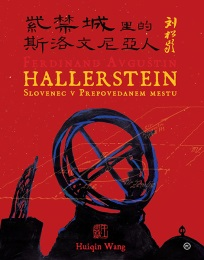 紫禁城里的 刘松龄
斯洛文尼亚人
FERDINAND AVGUŠTIN
HALLERSTEIN
SLOVENEC V PREPOVEDANEM MESTU
Huiqin Wang